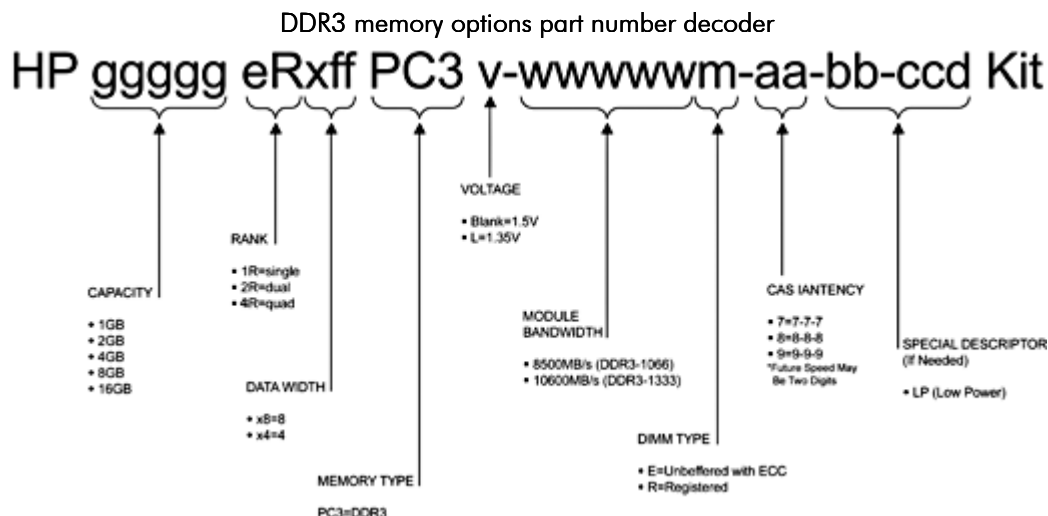 DDR3 memory options part number decoder
HP ggggg eRxff PC3 v-wwwwwm-aa-bb-ccd Kit
VOLTAGE
▪ Blank=1.5V
▪ L=1.35V
RANK
• 1R=single
• 2R=dual
• 4R=quad
CAPACITY
• 1GB
• 2GB
• 4GB
• 8GB
• 16GB
CAS IANTENCY
• 7=7-7-7
• 8=8-8-8
• 9=9-9-9
*Future Speed May
Be Two Digits
MODULE
BANDWIDTH
• 8500MB/s (DDR3-1066)
• 10600MB/s (DDR3-1333)
SPECIAL DESCRIPTOR
(If Needed)
• LP (Low Power)
DATA WIDTH
• x8=8
• x4=4
DIMM TYPE
• E=Unbeffered with ECC
• R=Registered
MEMORY TYPE
PC3=DDR3